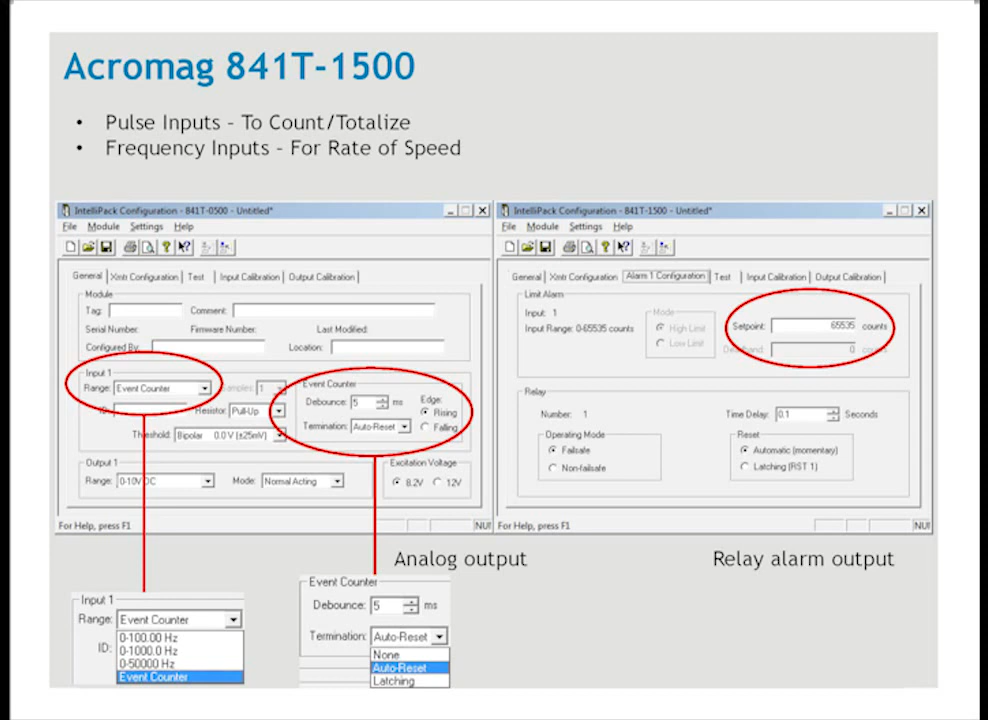 Acromag 841T-1500
• Pulse Inputs - To Count/Totalize
• Frequency Inputs - For Rate of Speed
IntelliPack Configuration - 841T-0500 - Untitled*
File Module Settings Help
General Xmtr Configuration Test Input Calibration Output Calibration
Module
Tag: Comment:
Serial Number: Firmware Number: Last Modified:
Configured By: Location:
Input 1
Range: Event Counter Samples: 1
ID: Resistor: Pull-Up
Threshold: Bipolar 0.0 V (±25mV)
Event Counter
Debounce: 5 ms Edge:
Rising
Termination: Auto-Reset Falling
Output 1
Range: 0-10V DC Mode: Normal Acting
Excitation Voltage
8.2V 12V
For Help, press F1 NUM
IntelliPack Configuration - 841T-1500 - Untitled*
File Module Settings Help
General Xmtr Configuration Alarm 1 Configuration Test Input Calibration Output Calibration
Limit Alarm
Input: 1
Input Range: 0-65535 counts
Mode
High Limit
Low Limit
Setpoint: 65535 counts
Deadband: 0 counts
Relay
Number: 1 Time Delay: 0.1 Seconds
Operating Mode
Failsafe
Non-failsafe
Reset
Automatic (momentary)
Latching (RST 1)
For Help, press F1 NUM
Analog output
Relay alarm output
Input 1
Range: Event Counter
ID: 0-100.00 Hz
0-1000.0 Hz
0-50000 Hz
Event Counter
Event Counter
Debounce: 5 ms
Termination: Auto-Reset
None
Auto-Reset
Latching